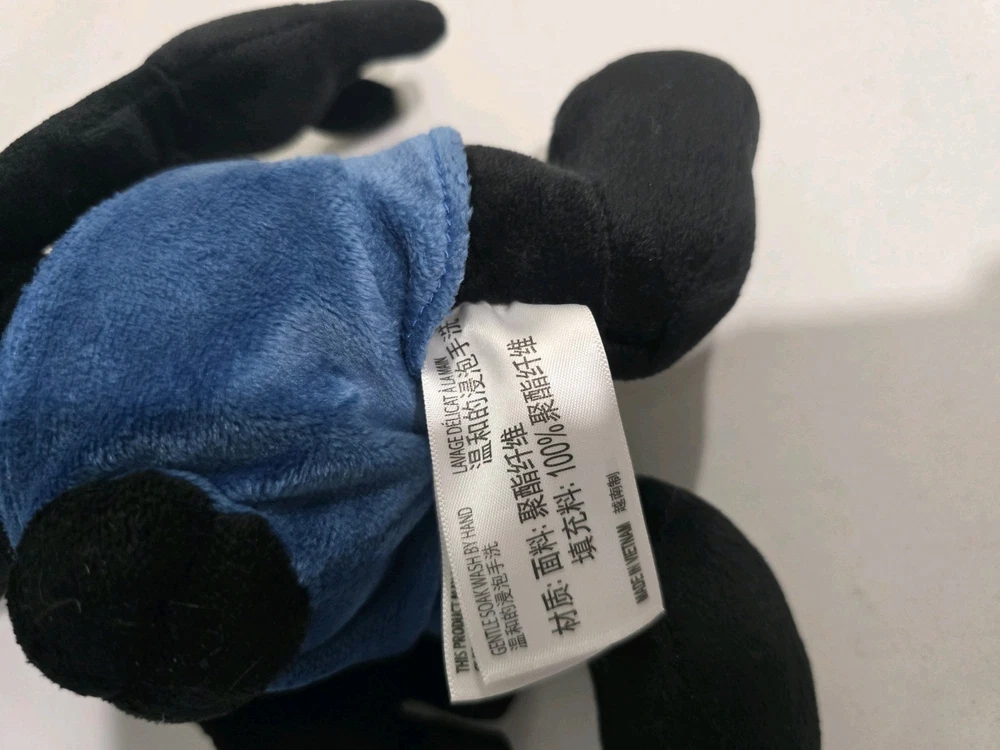 THIS PRODUCT
GENTLE SOAK WASH BY HAND
温和的浸泡手洗
LAVAGE DÉLICAT À LA MAIN
温和的浸泡手洗
材质: 面料: 聚酯纤维
填充料: 100% 聚酯纤维
MADE IN VIETNAM 越南制